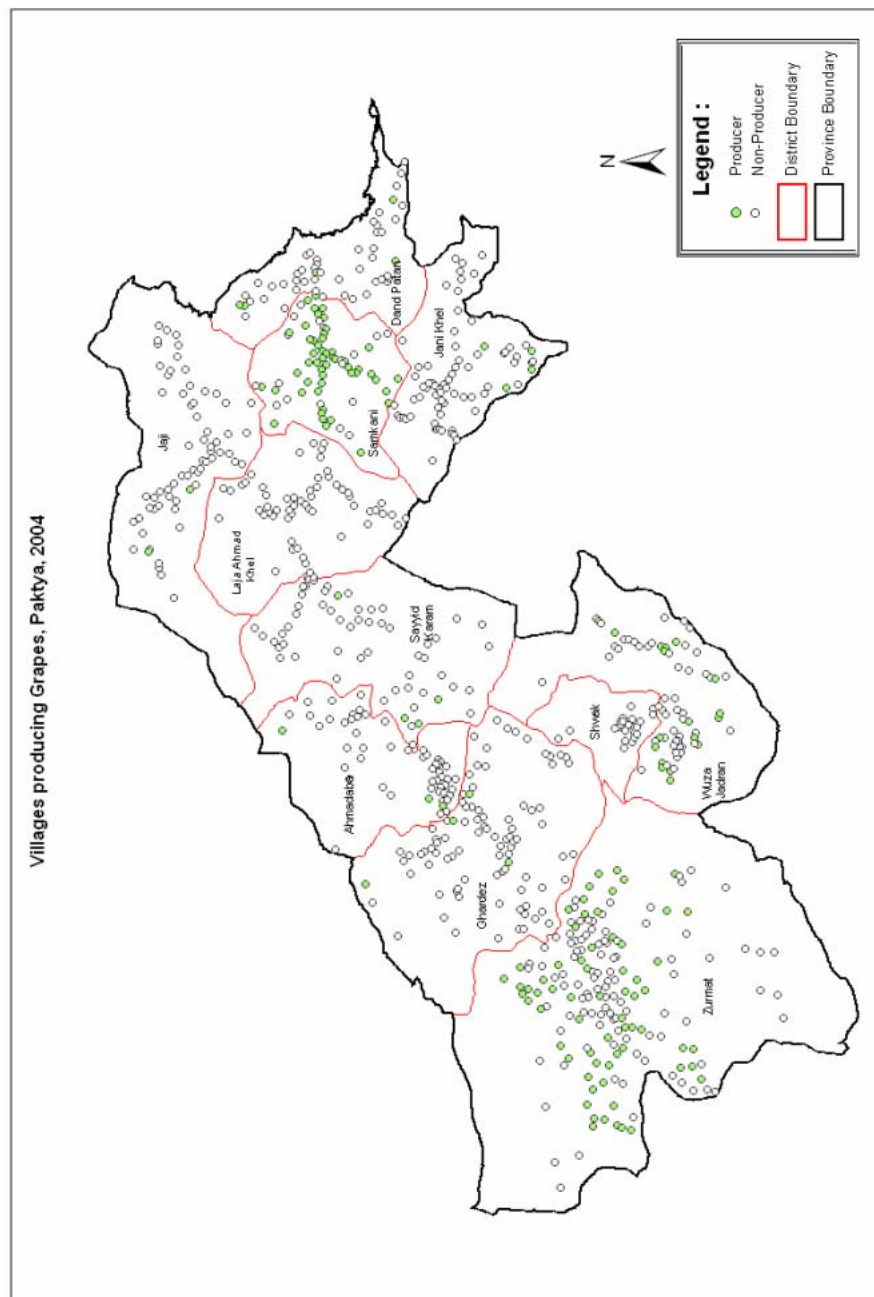 Villages producing Grapes, Paktya, 2004
Jaji
Laja Ahmad
Khel
Samkani
Dand Patan
Jani Khel
Sayyid
Karam
Ahmadaba
Ghardez
Shwak
Wuza
Jadran
Zurmat
N
Legend :
Producer
Non-Producer
District Boundary
Province Boundary